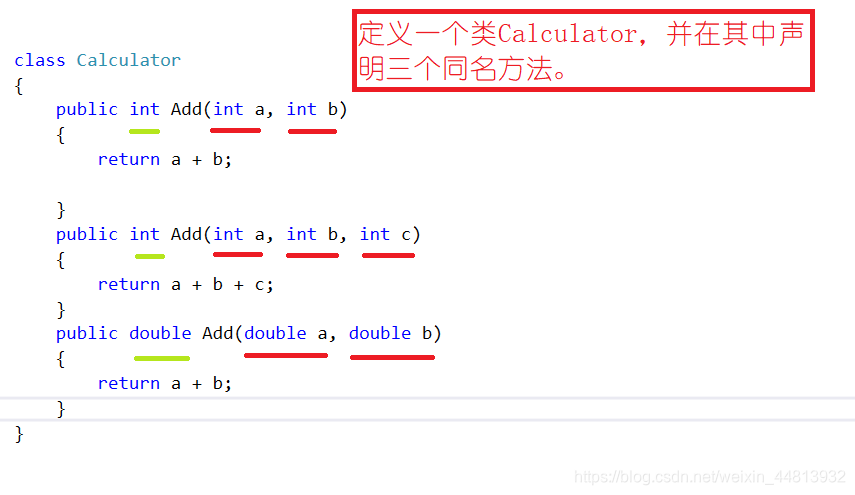 定义一个类Calculator，并在其中声
明三个同名方法。
class Calculator
{
    public int Add(int a, int b)
    {
        return a + b;
    }
    public int Add(int a, int b, int c)
    {
        return a + b + c;
    }
    public double Add(double a, double b)
    {
        return a + b;
    }
}
https://blog.csdn.net/weixin_44813932